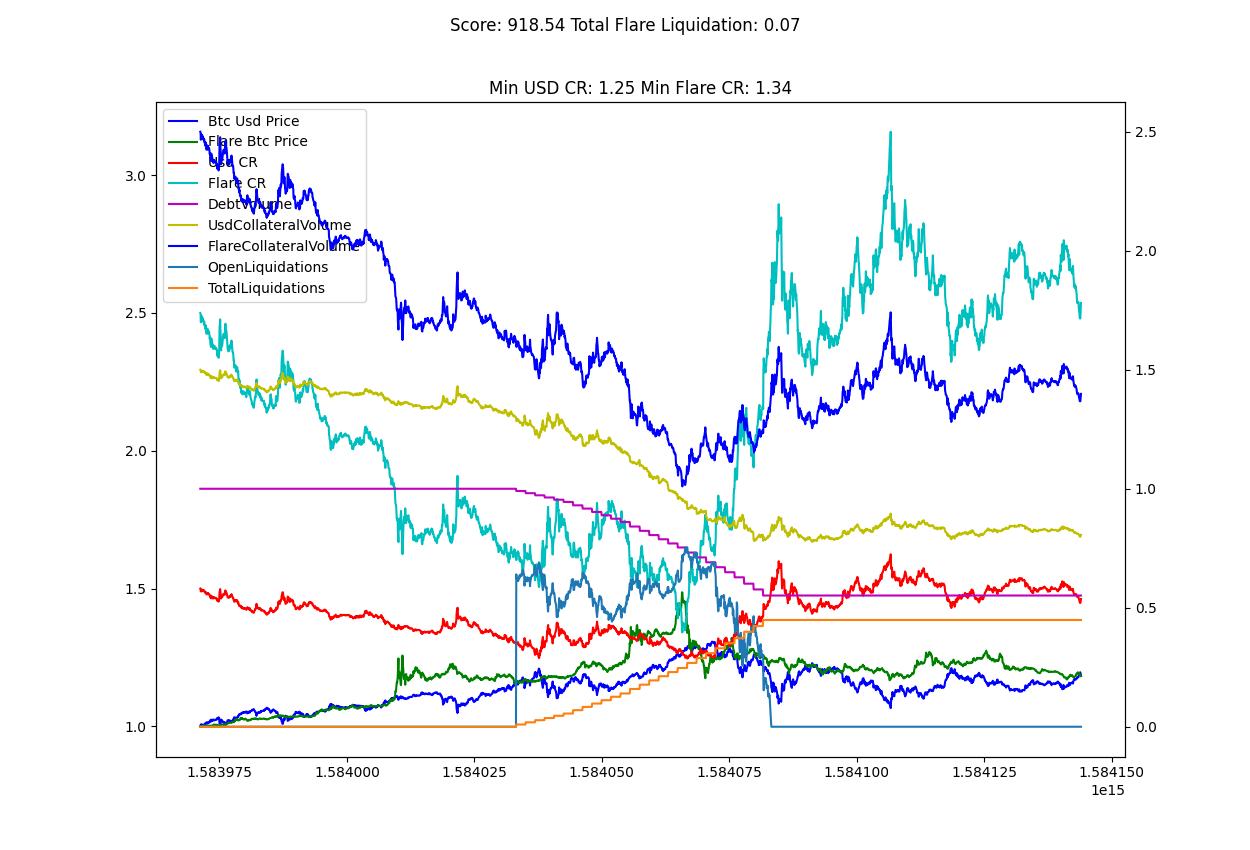 Score: 918.54 Total Flare Liquidation: 0.07
Min USD CR: 1.25 Min Flare CR: 1.34
Btc Usd Price
Flare Btc Price
Usd CR
Flare CR
DebtVolume
UsdCollateralVolume
FlareCollateralVolume
OpenLiquidations
TotalLiquidations
3.0
2.5
2.0
1.5
1.0
2.5
2.0
1.5
1.0
0.5
0.0
1.583975 1.584000 1.584025 1.584050 1.584075 1.584100 1.584125 1.584150
1e15